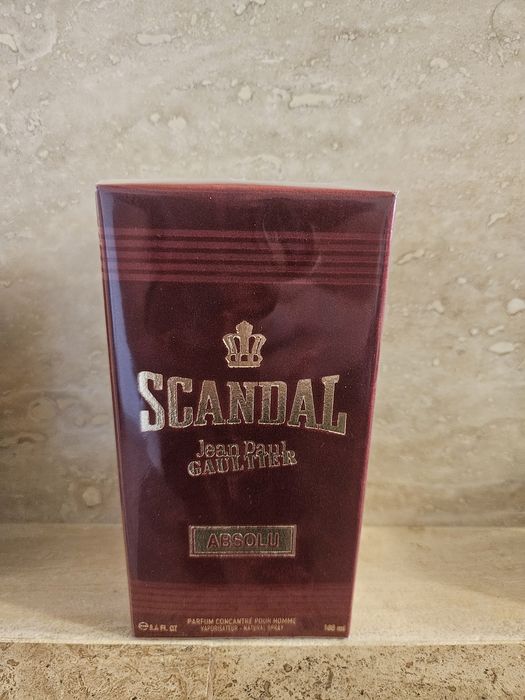 SCANDAL
Jean Paul
GAULTIER
ABSOLU
PARFUM CONCENTRÉ POUR HOMME
℮ 3.4 FL. OZ VAPORISATEUR - NATURAL SPRAY 100 ml